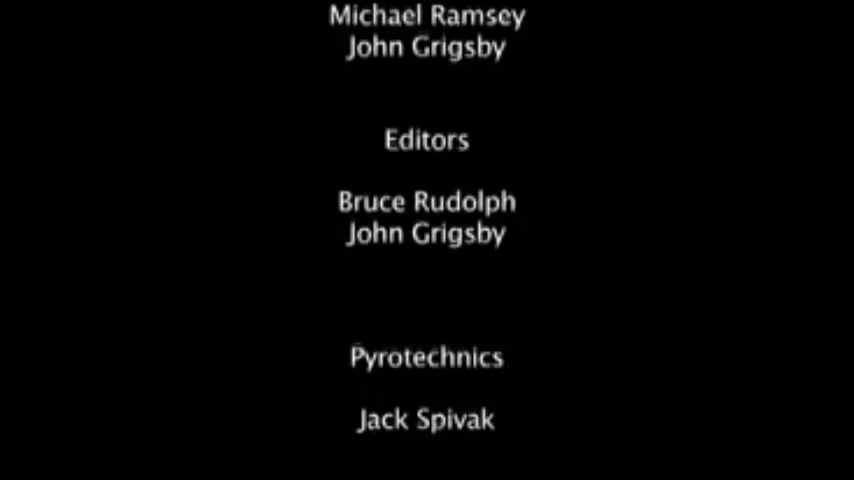 Michael Ramsey
John Grigsby
Editors
Bruce Rudolph
John Grigsby
Pyrotechnics
Jack Spivak